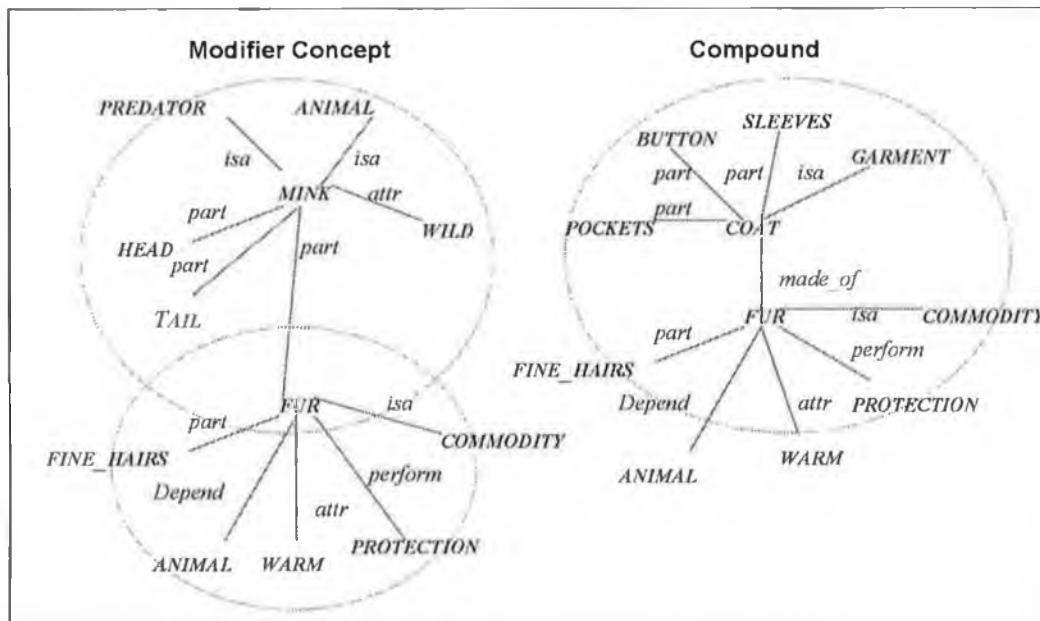 Modifier Concept
PREDATOR
ANIMAL
isa
isa
MINK
attr
part
WILD
HEAD
part
part
TAIL
FUR
isa
part
COMMODITY
FINE_HAIRS
perform
Depend
attr
PROTECTION
ANIMAL
WARM
Compound
SLEEVES
BUTTON
GARMENT
part
part
isa
part
POCKETS
COAT
made_of
FUR
isa
COMMODITY
part
perform
FINE_HAIRS
Depend
attr
PROTECTION
WARM
ANIMAL